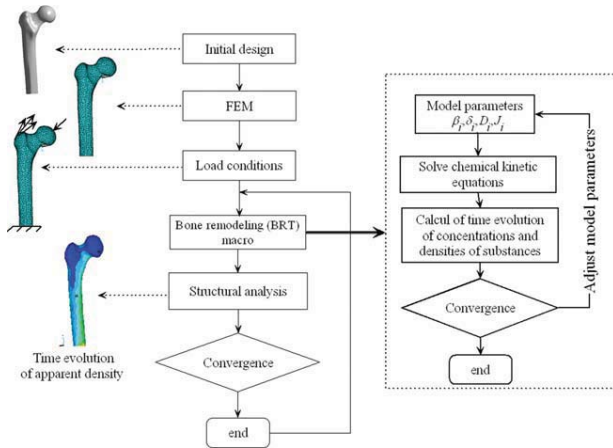 Initial design
FEM
Load conditions
Bone remodeling (BRT)
macro
Structural analysis
Convergence
end
Time evolution
of apparent density
Model parameters
βᵢ,δᵢ,Dᵢ,Jᵢ
Solve chemical kinetic
equations
Calcul of time evolution
of concentrations and
densities of substances
Convergence
end
Adjust model parameters